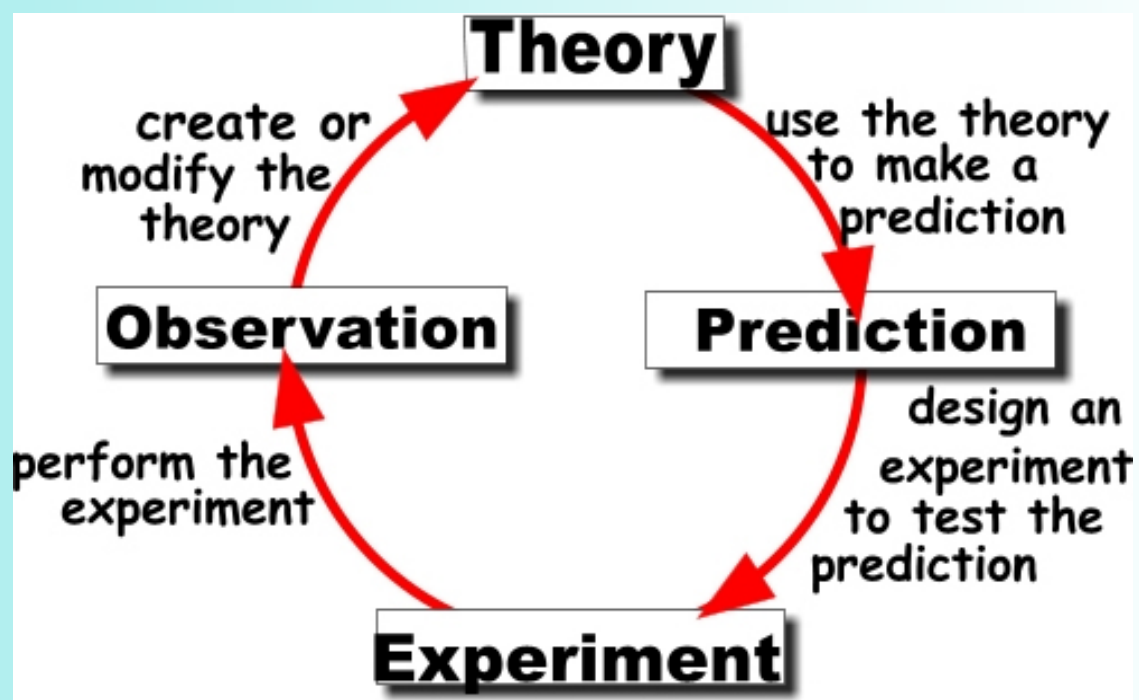 Theory
use the theory
to make a
prediction
Prediction
design an
experiment
to test the
prediction
Experiment
perform the
experiment
Observation
create or
modify the
theory